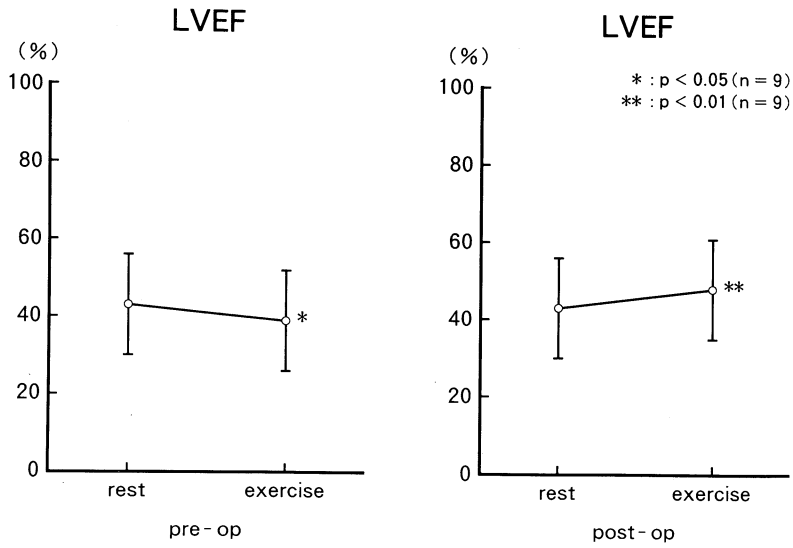 LVEF
(%)
100
80
60
40
20
0
*
rest exercise
pre-op
LVEF
(%)
* : p < 0.05 (n = 9)
** : p < 0.01 (n = 9)
100
80
60
40
20
0
**
rest exercise
post-op